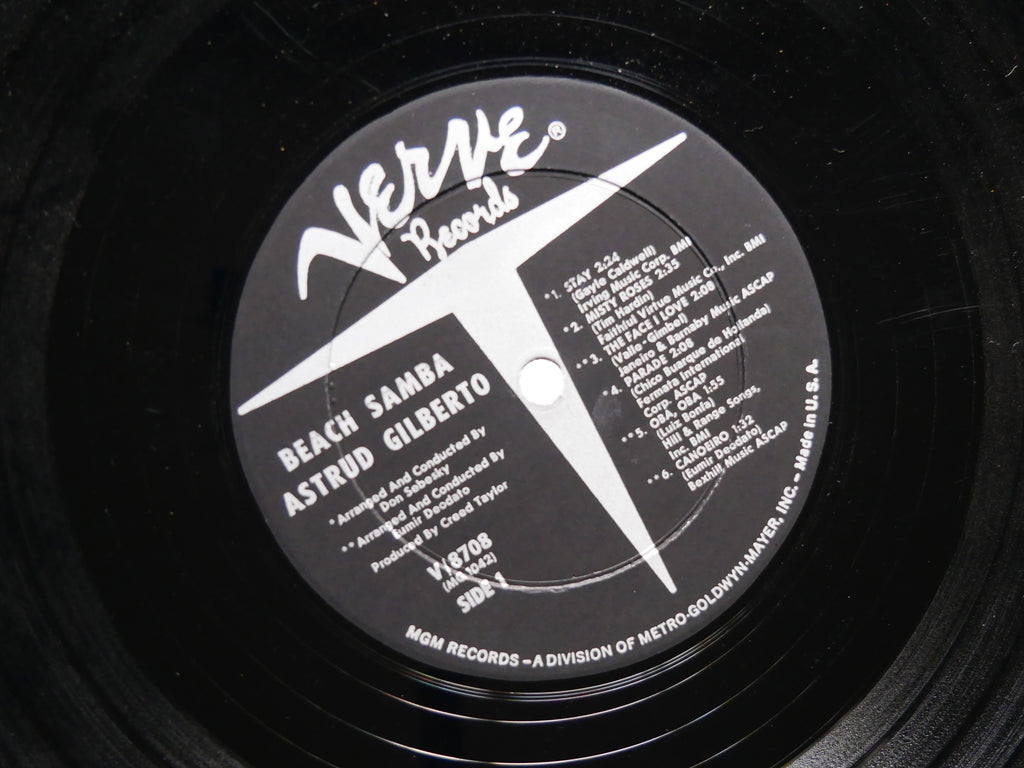 VERVE®
Records
BEACH SAMBA
ASTRUD GILBERTO
*Arranged And Conducted By
Don Sebesky
**Arranged And Conducted By
Eumir Deodato
Produced By Creed Taylor
V/8708
SIDE 1
*1. STAY 2:24
(Gayle Caldwell)
Irving Music Corp. BMI
*2. MISTY ROSES 2:35
(Tim Hardin)
Faithful Virtue Music Co., Inc. BMI
**3. THE FACE I LOVE 2:08
(Valle - Gimbel)
Janeiro & Barnaby Music ASCAP
*4. PARADE 2:08
(Chico Buarque de Hollanda)
Fermata International
Corp. ASCAP
**5. OBA, OBA 1:55
(Luiz Bonfa)
Hill & Range Songs,
Inc. BMI
**6. CANOEIRO 1:32
(Eumir Deodato)
Bexhill Music ASCAP
MGM RECORDS – A DIVISION OF METRO-GOLDWYN-MAYER, INC. – Made in U. S. A.